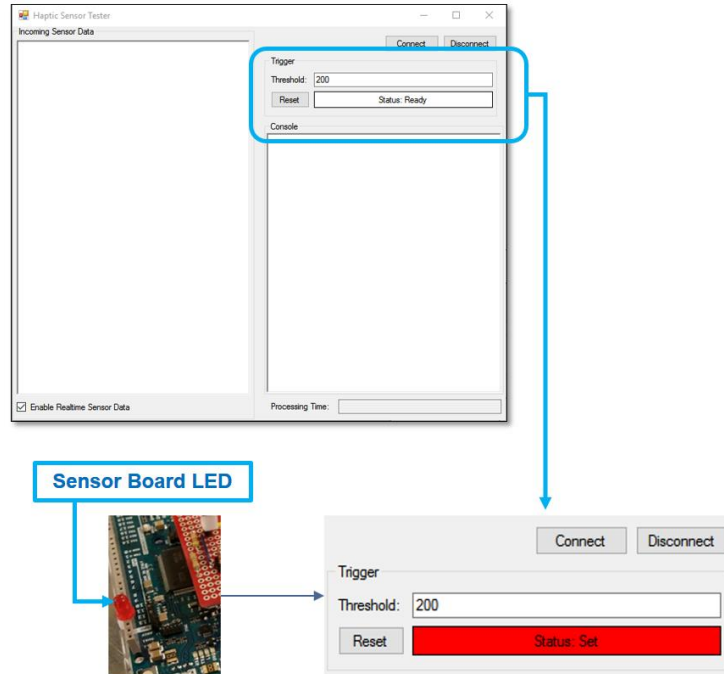 Haptic Sensor Tester
Incoming Sensor Data
Connect Disconnect
Trigger
Threshold: 200
Reset Status: Ready
Console
Enable Realtime Sensor Data
Processing Time:
Sensor Board LED
Connect Disconnect
Trigger
Threshold: 200
Reset Status: Set